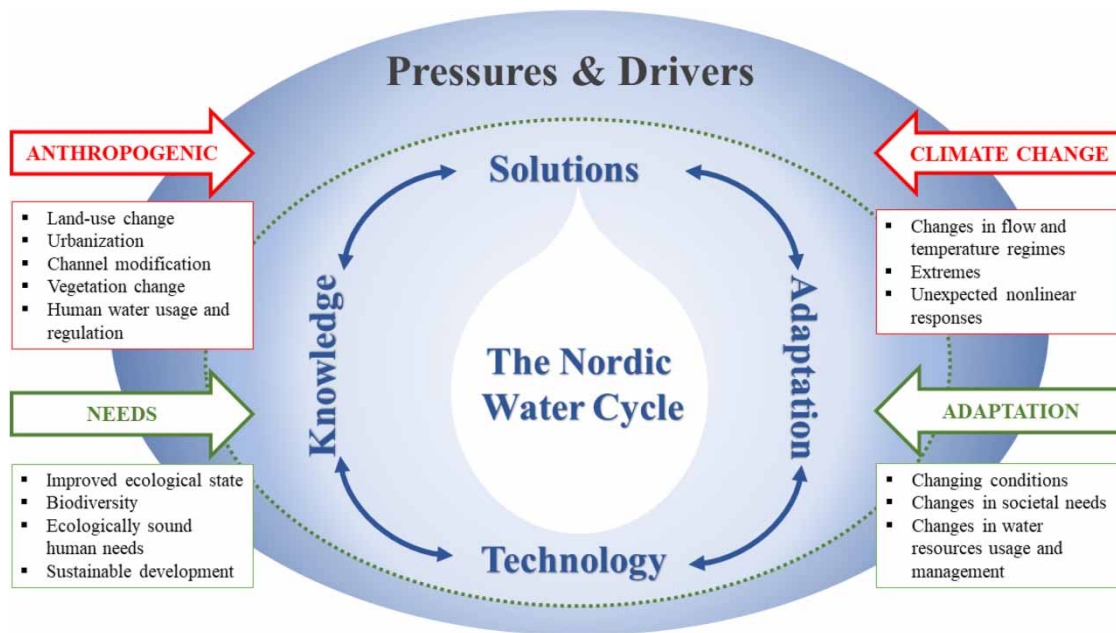 Pressures & Drivers
ANTHROPOGENIC
▪ Land-use change
▪ Urbanization
▪ Channel modification
▪ Vegetation change
▪ Human water usage and
regulation
NEEDS
▪ Improved ecological state
▪ Biodiversity
▪ Ecologically sound
human needs
▪ Sustainable development
Solutions
Knowledge
The Nordic
Water Cycle
Adaptation
Technology
CLIMATE CHANGE
▪ Changes in flow and
temperature regimes
▪ Extremes
▪ Unexpected nonlinear
responses
ADAPTATION
▪ Changing conditions
▪ Changes in societal needs
▪ Changes in water
resources usage and
management